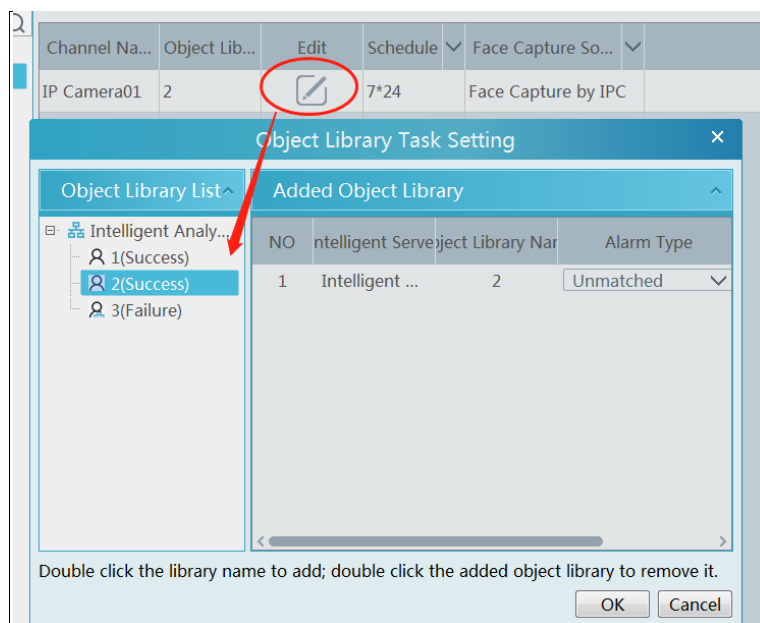 Channel Na... Object Lib... Edit Schedule Face Capture So...
IP Camera01 2 7*24 Face Capture by IPC
Object Library Task Setting
Object Library List Added Object Library
Intelligent Analy...
1(Success)
2(Success)
3(Failure)
NO ntelligent Serve ject Library Nar Alarm Type
1 Intelligent ... 2 Unmatched
Double click the library name to add; double click the added object library to remove it.
OK Cancel